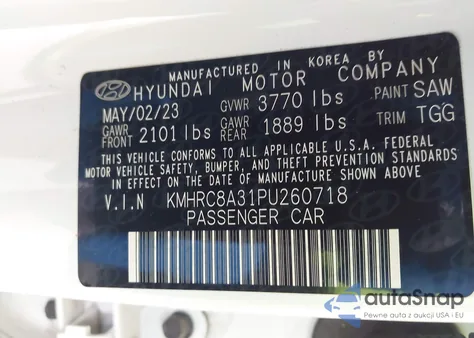 MANUFACTURED IN KOREA BY
HYUNDAI MOTOR COMPANY
MAY/02/23 GVWR 3770 lbs PAINT SAW
GAWR FRONT 2101 lbs GAWR REAR 1889 lbs TRIM TGG
THIS VEHICLE CONFORMS TO ALL APPLICABLE U.S.A. FEDERAL
MOTOR VEHICLE SAFETY, BUMPER, AND THEFT PREVENTION STANDARDS
IN EFFECT ON THE DATE OF MANUFACTURE SHOWN ABOVE.
V.I.N KMHRC8A31PU260718
PASSENGER CAR
autoSnap
Pewne auta z aukcji USA i EU